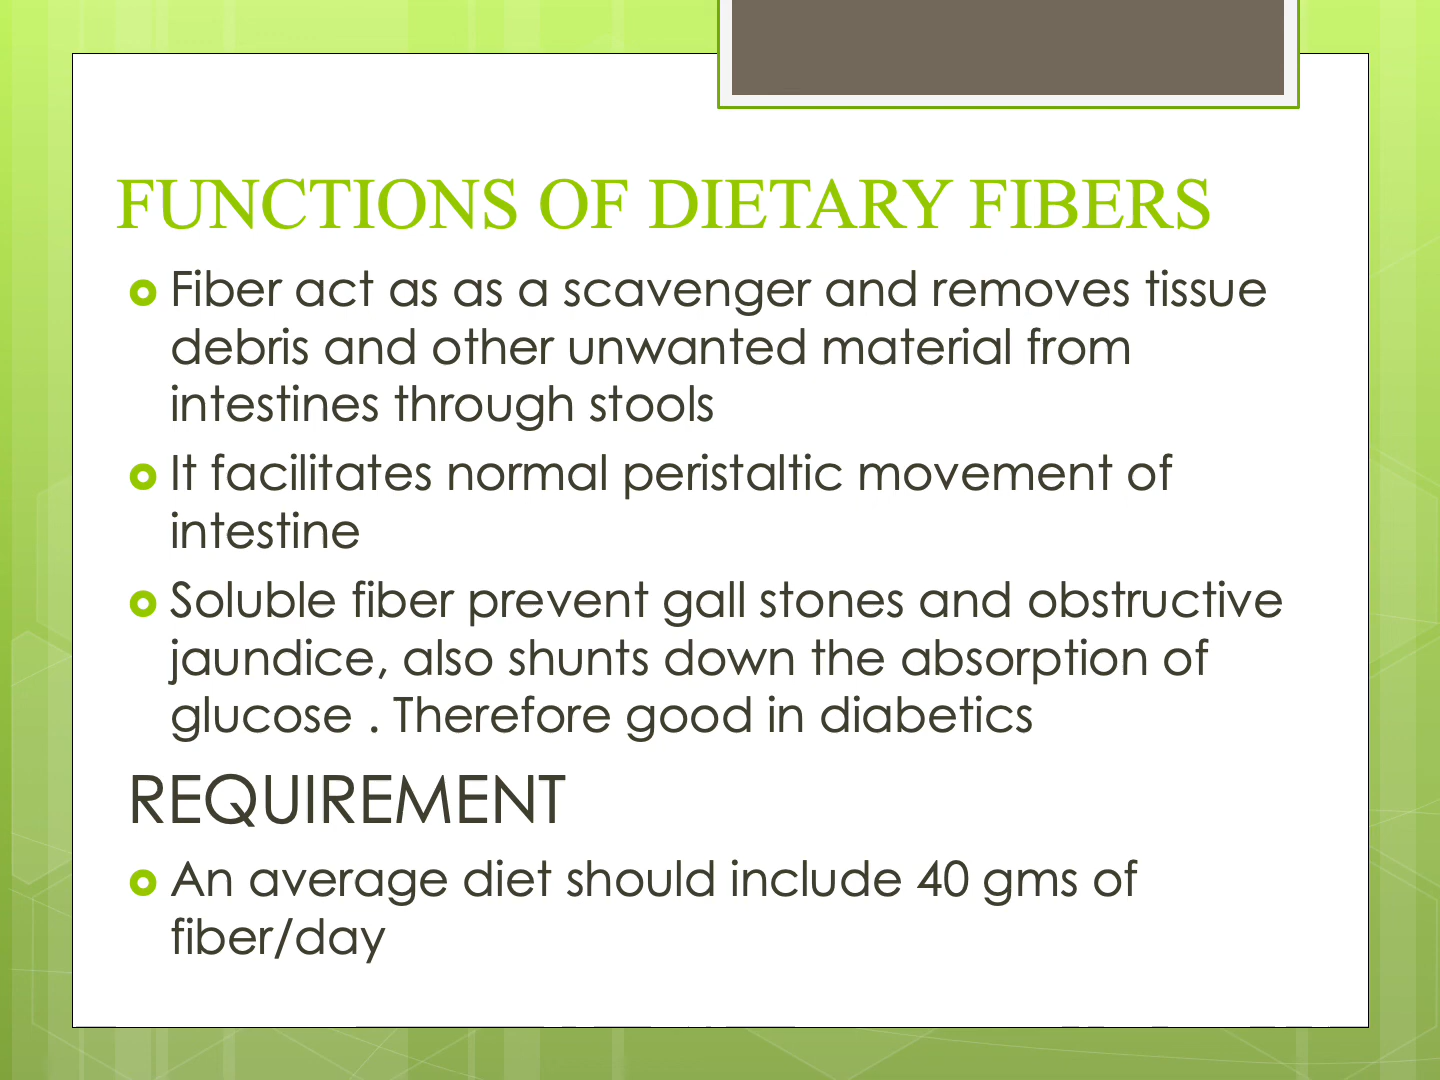 FUNCTIONS OF DIETARY FIBERS
Fiber act as as a scavenger and removes tissue
debris and other unwanted material from
intestines through stools
It facilitates normal peristaltic movement of
intestine
Soluble fiber prevent gall stones and obstructive
jaundice, also shunts down the absorption of
glucose . Therefore good in diabetics
REQUIREMENT
An average diet should include 40 gms of
fiber/day